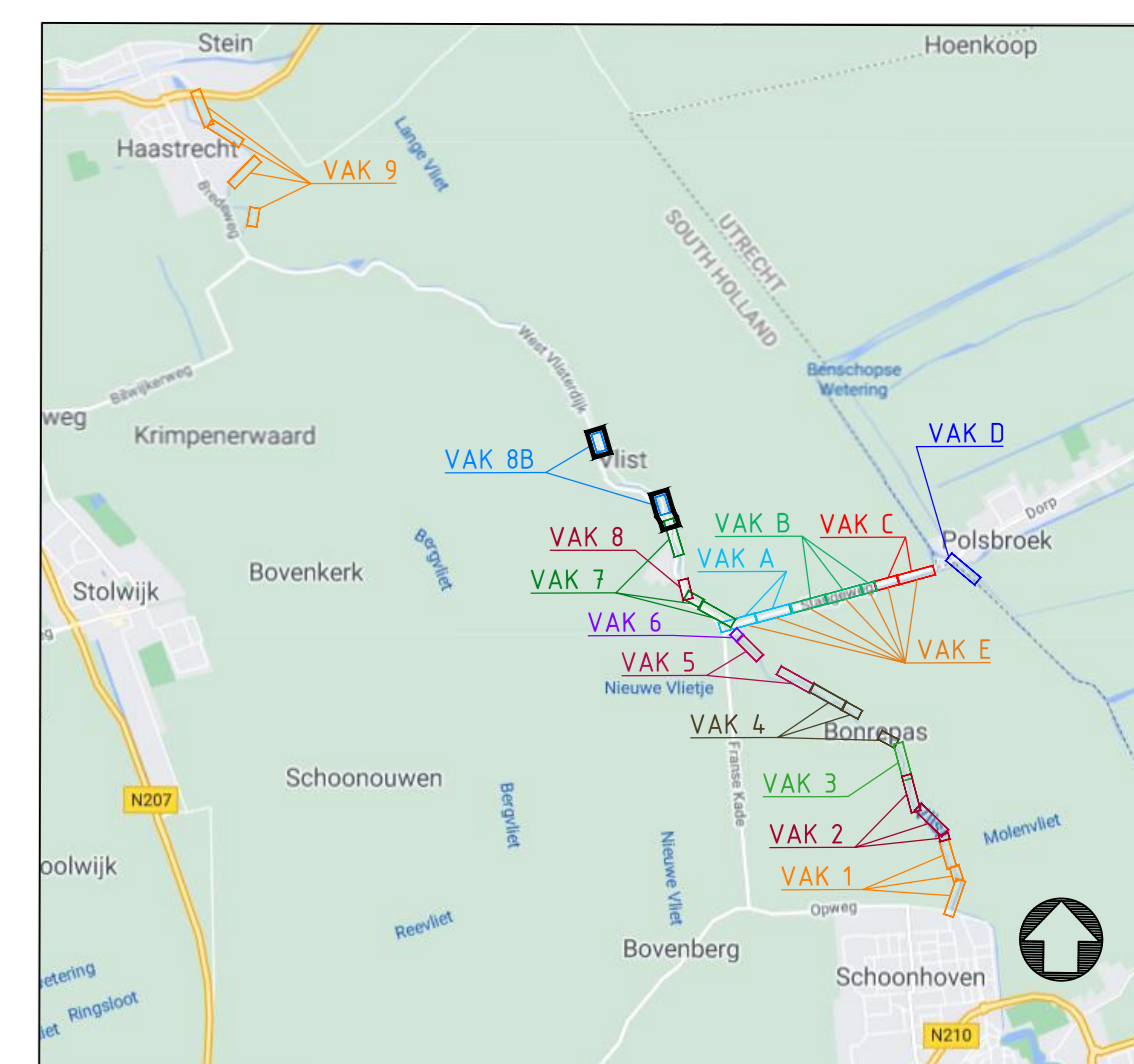 Stein
Hoenkoop
Haastrecht
Lange Vliet
VAK 9
Bredeweg
UTRECHT
SOUTH HOLLAND
West Vlisterdijk
Benschopse
Wetering
Bilwijkerweg
weg
Krimpenerwaard
VAK D
VAK 8B
Vlist
Dorp
VAK B
VAK C
VAK 8
Polsbroek
Bergvliet
VAK A
Bovenkerk
VAK 7
Stolwijk
Slangeweg
VAK 6
VAK E
VAK 5
Nieuwe Vlietje
VAK 4
Bonrepas
Franse Kade
Schoonouwen
VAK 3
N207
Bergvliet
VAK 2
Molenvliet
oolwijk
Nieuwe Vliet
VAK 1
Opweg
Reevliet
Bovenberg
Schoonhoven
etering
Ringsloot
iet
N210